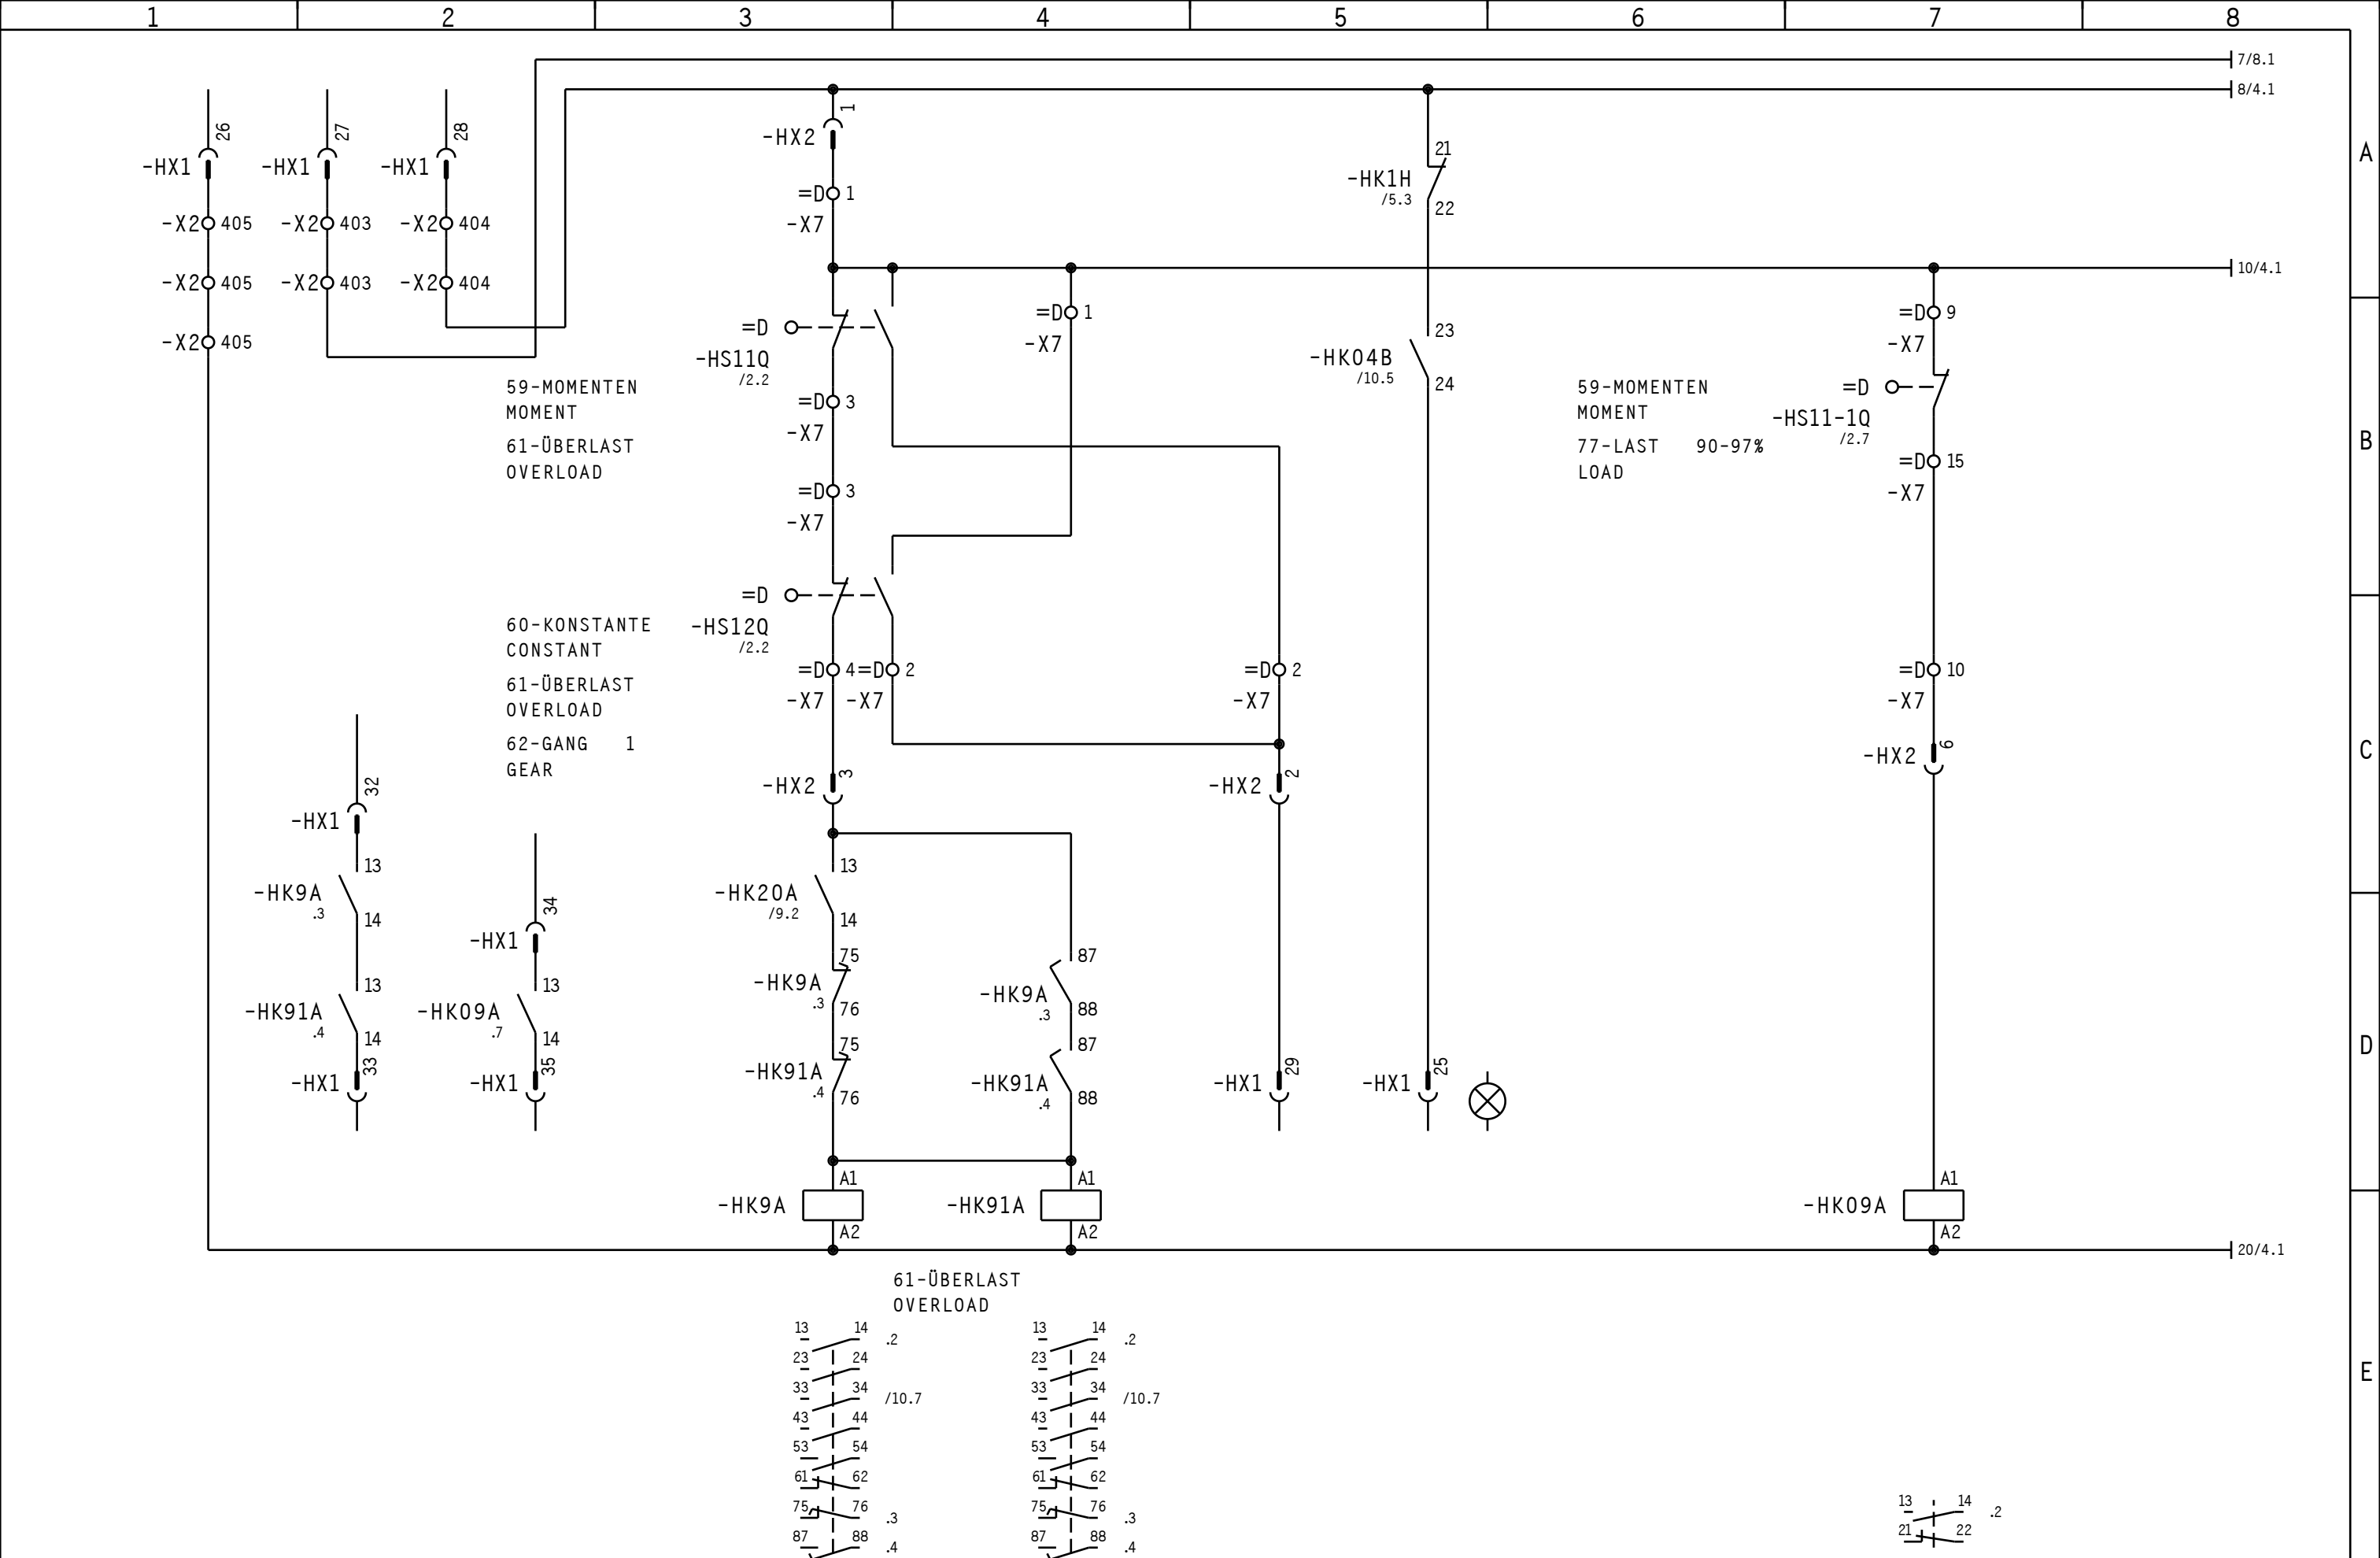 1 2 3 4 5 6 7 8
7/8.1
8/4.1
A
26 27 28 1
-HX1 -HX1 -HX1 -HX2
21
-HK1H
/5.3
22
=D 1
-X7
-X2 405 -X2 403 -X2 404
-X2 405 -X2 403 -X2 404
-X2 405
10/4.1
=D
-HS11Q
/2.2
=D 1
-X7
23
-HK04B
/10.5
24
=D 9
-X7
59-MOMENTEN
MOMENT
61-ÜBERLAST
OVERLOAD
=D 3
-X7
=D 3
-X7
59-MOMENTEN
MOMENT
77-LAST 90-97%
LOAD
=D
-HS11-1Q
/2.7
=D 15
-X7
B
=D
-HS12Q
/2.2
60-KONSTANTE
CONSTANT
61-ÜBERLAST
OVERLOAD
62-GANG 1
GEAR
=D 4 =D 2
-X7 -X7
=D 2
-X7
=D 10
-X7
C
-HX2 3
-HX2 2
-HX2 6
32
-HX1
13
-HK9A
.3
14
13
-HK91A
.4
14
33
-HX1
34
-HX1
13
-HK09A
.7
14
35
-HX1
13
-HK20A
/9.2
14
75
-HK9A
.3
76
75
-HK91A
.4
76
87
-HK9A
.3
88
87
-HK91A
.4
88
29
-HX1
25
-HX1
D
A1 A1 A1
-HK9A -HK91A -HK09A
A2 A2 A2
20/4.1
61-ÜBERLAST
OVERLOAD
E
13 14 .2 13 14 .2
23 24 23 24
33 34 /10.7 33 34 /10.7
43 44 43 44
53 54 53 54
61 62 61 62
75 76 .3 75 76 .3
87 88 .4 87 88 .4
13 14 .2
21 22